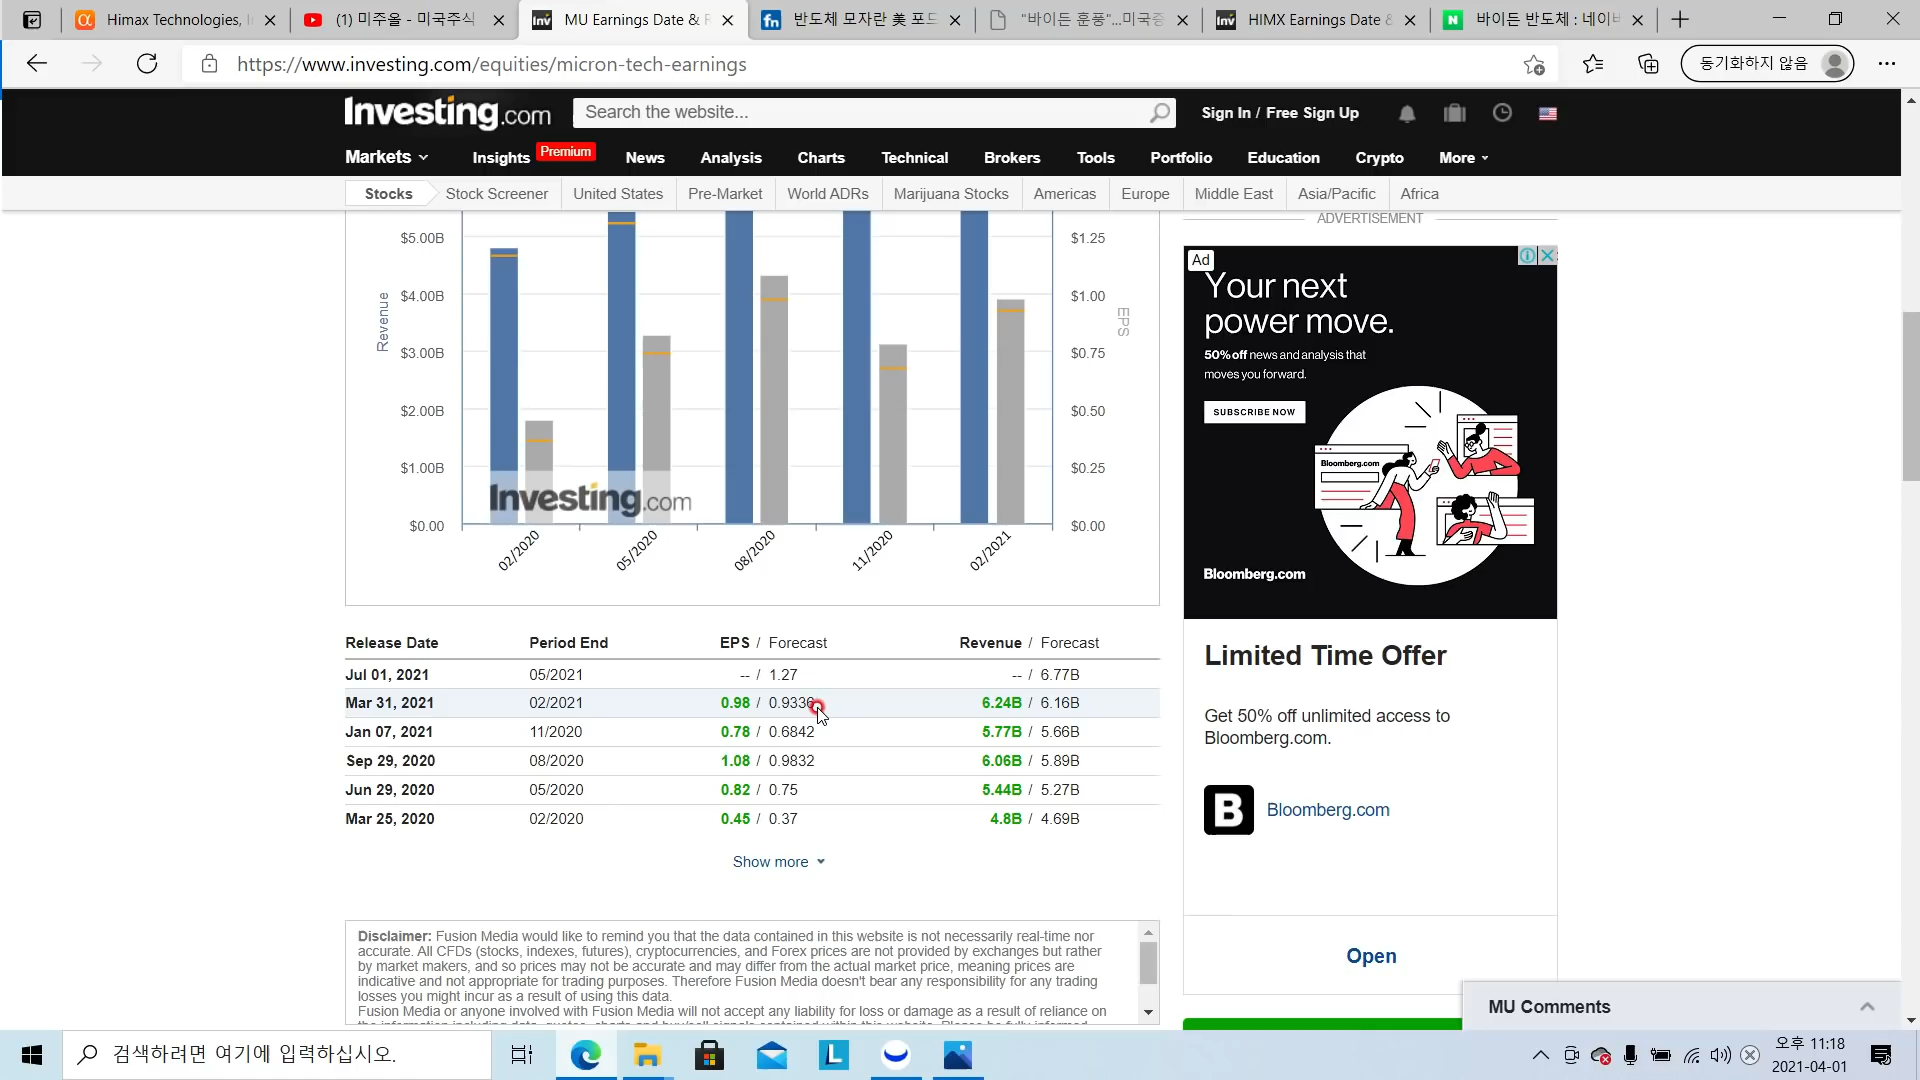 Himax Technologies, I
(1) 미주올 - 미국주식
MU Earnings Date & R
반도체 모자란 美 포드
"바이든 훈풍"...미국증
HIMX Earnings Date &
바이든 반도체 : 네이버
https://www.investing.com/equities/micron-tech-earnings
동기화하지 않음
Investing.com
Search the website...
Sign In / Free Sign Up
Markets
Insights
Premium
News
Analysis
Charts
Technical
Brokers
Tools
Portfolio
Education
Crypto
More
Stocks
Stock Screener
United States
Pre-Market
World ADRs
Marijuana Stocks
Americas
Europe
Middle East
Asia/Pacific
Africa
$5.00B
$4.00B
$3.00B
$2.00B
$1.00B
$0.00
Revenue
$1.25
$1.00
$0.75
$0.50
$0.25
$0.00
EPS
Investing.com
02/2020
05/2020
08/2020
11/2020
02/2021
Release Date Period End EPS / Forecast Revenue / Forecast
Jul 01, 2021 05/2021 -- / 1.27 -- / 6.77B
Mar 31, 2021 02/2021 0.98 / 0.9336 6.24B / 6.16B
Jan 07, 2021 11/2020 0.78 / 0.6842 5.77B / 5.66B
Sep 29, 2020 08/2020 1.08 / 0.9832 6.06B / 5.89B
Jun 29, 2020 05/2020 0.82 / 0.75 5.44B / 5.27B
Mar 25, 2020 02/2020 0.45 / 0.37 4.8B / 4.69B
Show more
Disclaimer: Fusion Media would like to remind you that the data contained in this website is not necessarily real-time nor
accurate. All CFDs (stocks, indexes, futures), cryptocurrencies, and Forex prices are not provided by exchanges but rather
by market makers, and so prices may not be accurate and may differ from the actual market price, meaning prices are
indicative and not appropriate for trading purposes. Therefore Fusion Media doesn't bear any responsibility for any trading
losses you might incur as a result of using this data.
Fusion Media or anyone involved with Fusion Media will not accept any liability for loss or damage as a result of reliance on
ADVERTISEMENT
Ad
Your next
power move.
50% off news and analysis that
moves you forward.
SUBSCRIBE NOW
Bloomberg.com
Bloomberg.com
Limited Time Offer
Get 50% off unlimited access to
Bloomberg.com.
B
Bloomberg.com
Open
MU Comments
검색하려면 여기에 입력하십시오.
L
오후 11:18
2021-04-01